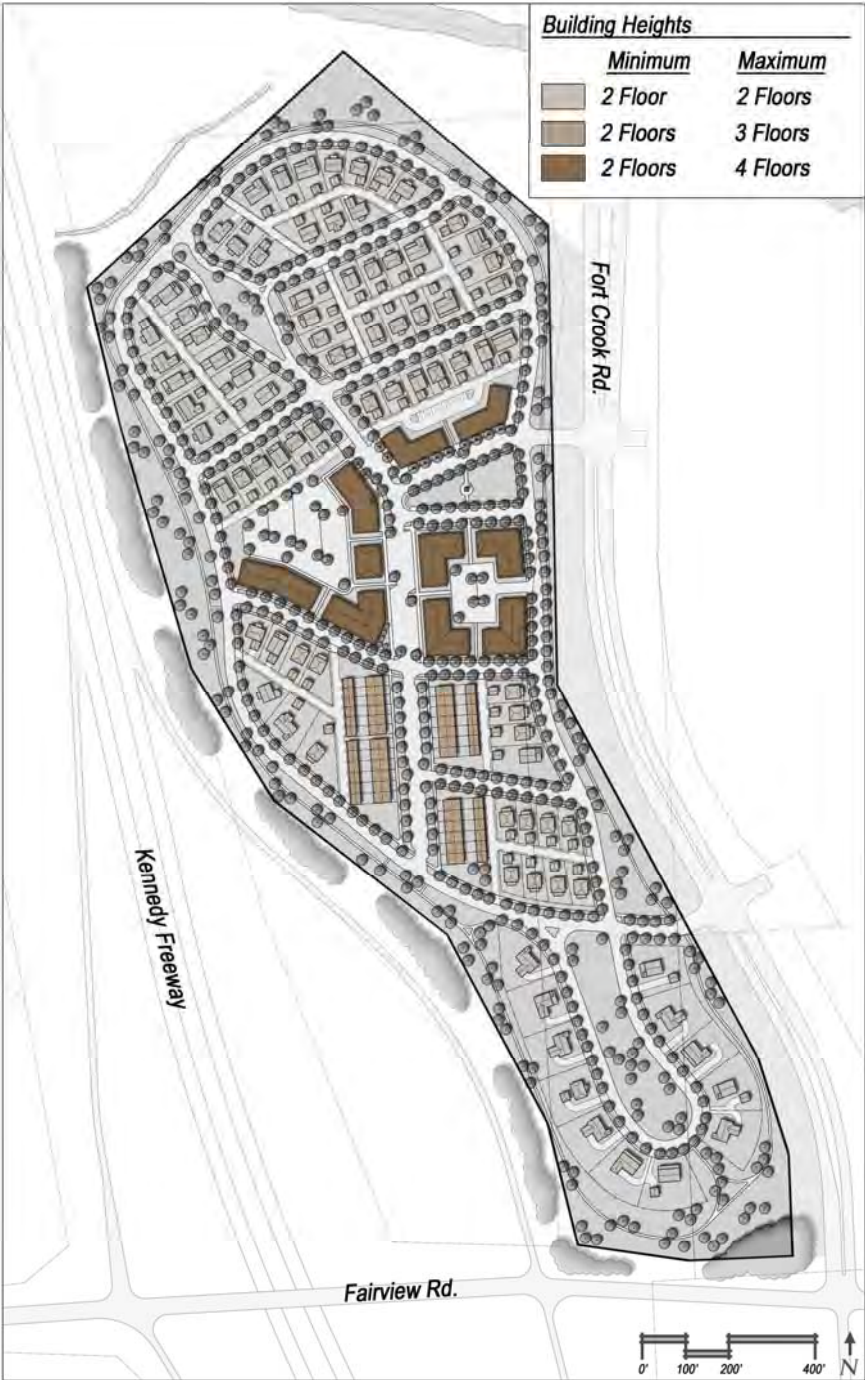 Building Heights
Minimum Maximum
2 Floor 2 Floors
2 Floors 3 Floors
2 Floors 4 Floors
Fort Crook Rd.
Kennedy Freeway
Fairview Rd.
0' 100' 200' 400' N